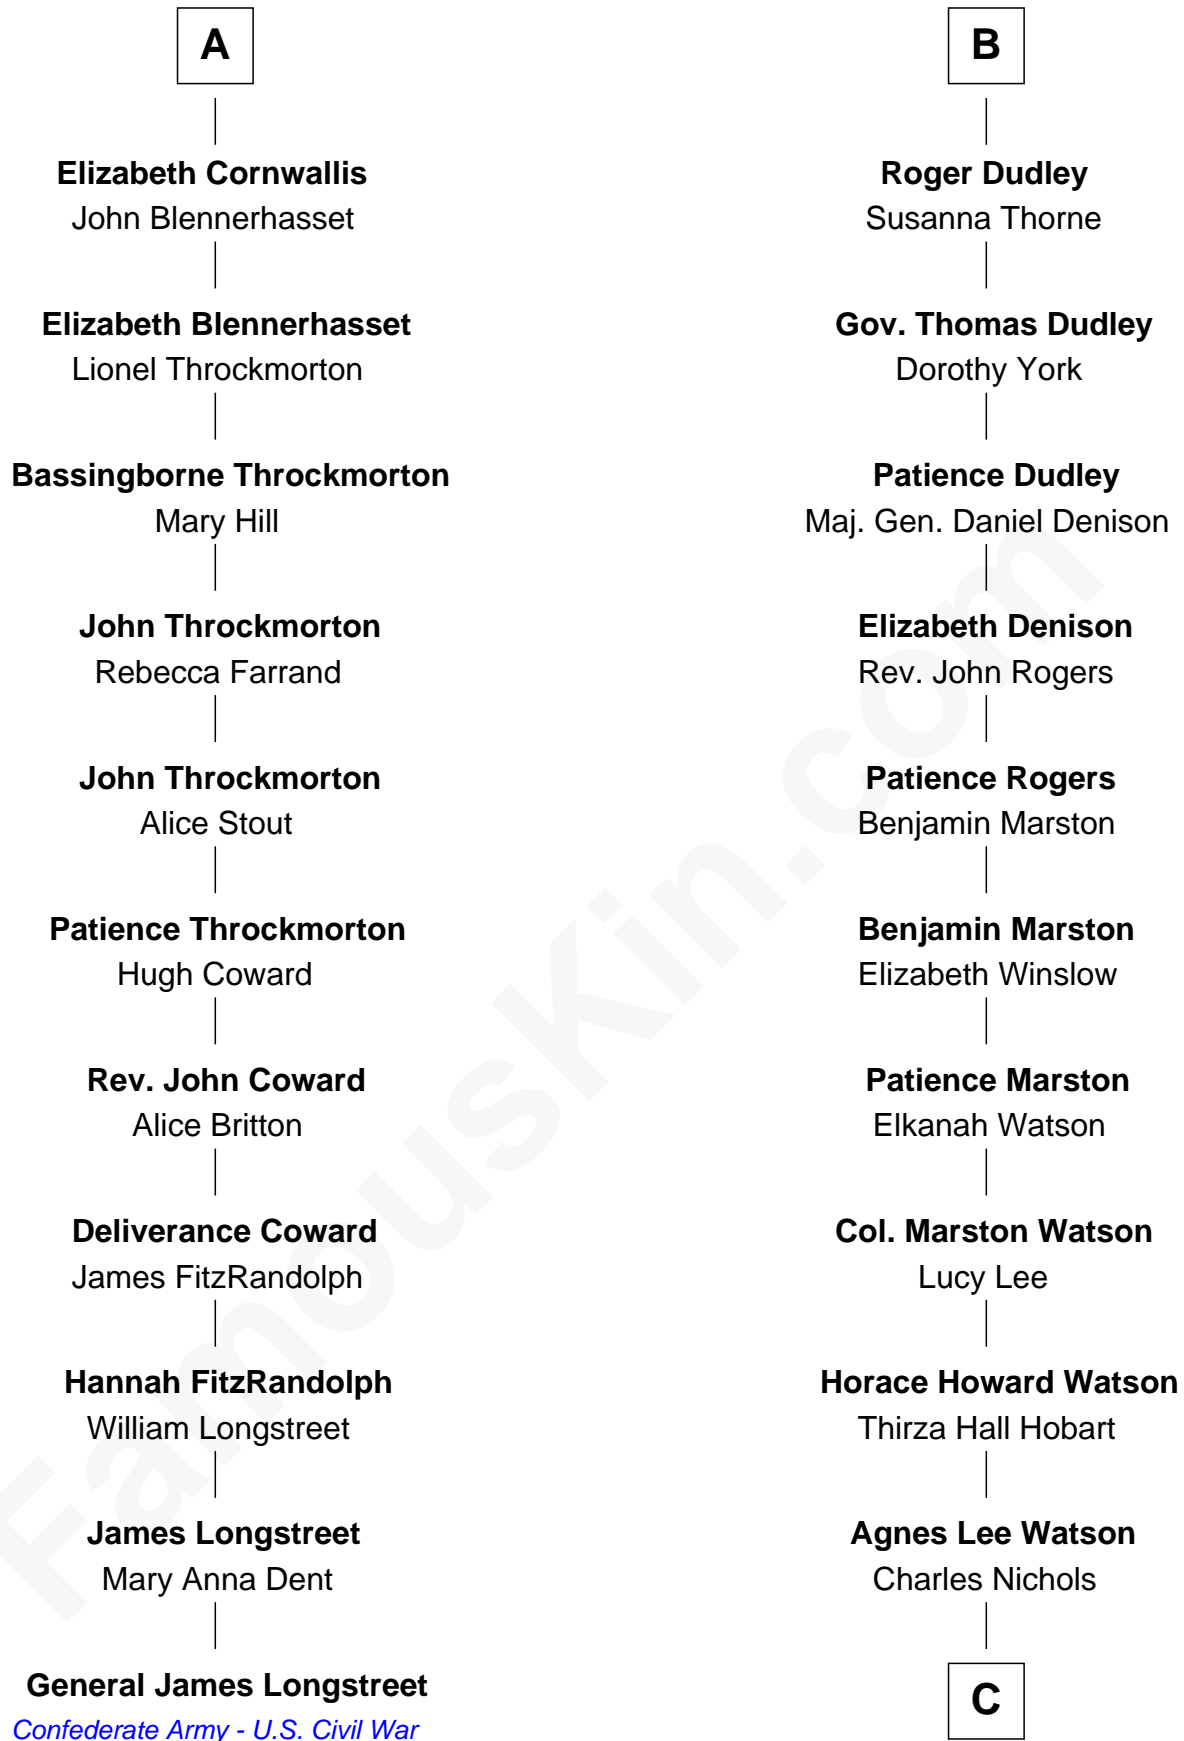 A
Elizabeth Cornwallis
John Blennerhasset
Elizabeth Blennerhasset
Lionel Throckmorton
Bassingborne Throckmorton
Mary Hill
John Throckmorton
Rebecca Farrand
John Throckmorton
Alice Stout
Patience Throckmorton
Hugh Coward
Rev. John Coward
Alice Britton
Deliverance Coward
James FitzRandolph
Hannah FitzRandolph
William Longstreet
James Longstreet
Mary Anna Dent
General James Longstreet
Confederate Army - U.S. Civil War
B
Roger Dudley
Susanna Thorne
Gov. Thomas Dudley
Dorothy York
Patience Dudley
Maj. Gen. Daniel Denison
Elizabeth Denison
Rev. John Rogers
Patience Rogers
Benjamin Marston
Benjamin Marston
Elizabeth Winslow
Patience Marston
Elkanah Watson
Col. Marston Watson
Lucy Lee
Horace Howard Watson
Thirza Hall Hobart
Agnes Lee Watson
Charles Nichols
C
FamousKin.com